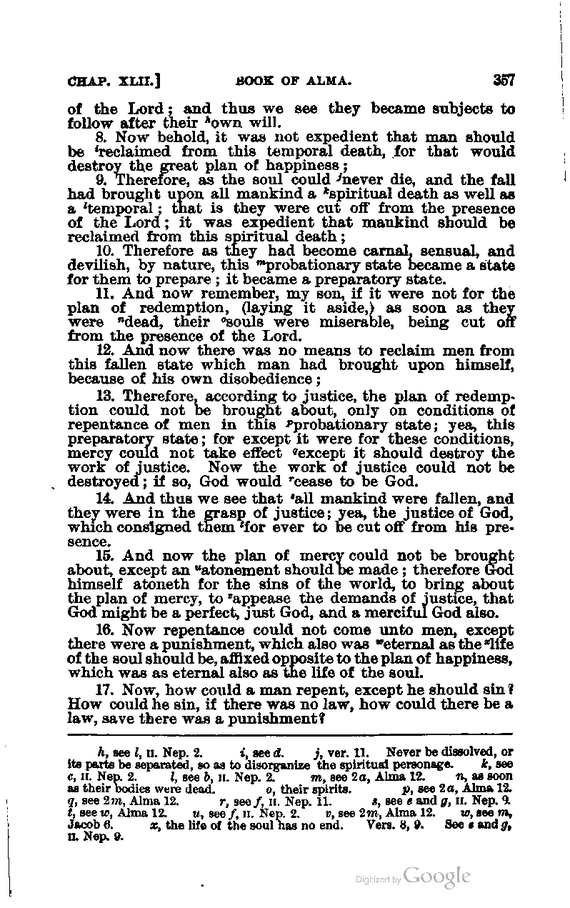 CHAP. XLII.] BOOK OF ALMA. 357
of the Lord; and thus we see they became subjects to
follow after their hown will.
8. Now behold, it was not expedient that man should
be ireclaimed from this temporal death, for that would
destroy the great plan of happiness;
9. Therefore, as the soul could jnever die, and the fall
had brought upon all mankind a kspiritual death as well as
a ltemporal; that is they were cut off from the presence
of the Lord; it was expedient that mankind should be
reclaimed from this spiritual death;
10. Therefore as they had become carnal, sensual, and
devilish, by nature, this mprobationary state became a state
for them to prepare; it became a preparatory state.
11. And now remember, my son, if it were not for the
plan of redemption, (laying it aside,) as soon as they
were ndead, their osouls were miserable, being cut off
from the presence of the Lord.
12. And now there was no means to reclaim men from
this fallen state which man had brought upon himself,
because of his own disobedience;
13. Therefore, according to justice, the plan of redemp-
tion could not be brought about, only on conditions of
repentance of men in this pprobationary state; yea, this
preparatory state; for except it were for these conditions,
mercy could not take effect qexcept it should destroy the
work of justice. Now the work of justice could not be
destroyed; if so, God would rcease to be God.
14. And thus we see that sall mankind were fallen, and
they were in the grasp of justice; yea, the justice of God,
which consigned them tfor ever to be cut off from his pre-
sence.
15. And now the plan of mercy could not be brought
about, except an uatonement should be made; therefore God
himself atoneth for the sins of the world, to bring about
the plan of mercy, to vappease the demands of justice, that
God might be a perfect, just God, and a merciful God also.
16. Now repentance could not come unto men, except
there were a punishment, which also was weternal as the xlife
of the soul should be, affixed opposite to the plan of happiness,
which was as eternal also as the life of the soul.
17. Now, how could a man repent, except he should sin?
How could he sin, if there was no law, how could there be a
law, save there was a punishment?
h, see l, II. Nep. 2. i, see d. j, ver. 11. Never be dissolved, or
its parts be separated, so as to disorganize the spiritual personage. k, see
c, II. Nep. 2. l, see b, II. Nep. 2. m, see 2a, Alma 12. n, as soon
as their bodies were dead. o, their spirits. p, see 2a, Alma 12.
q, see 2m, Alma 12. r, see f, II. Nep. 11. s, see e and g, II. Nep. 9.
t, see w, Alma 12. u, see f, II. Nep. 2. v, see 2m, Alma 12. w, see m,
Jacob 6. x, the life of the soul has no end. Vers. 8, 9. See e and g,
II. Nep. 9.
Digitized by Google